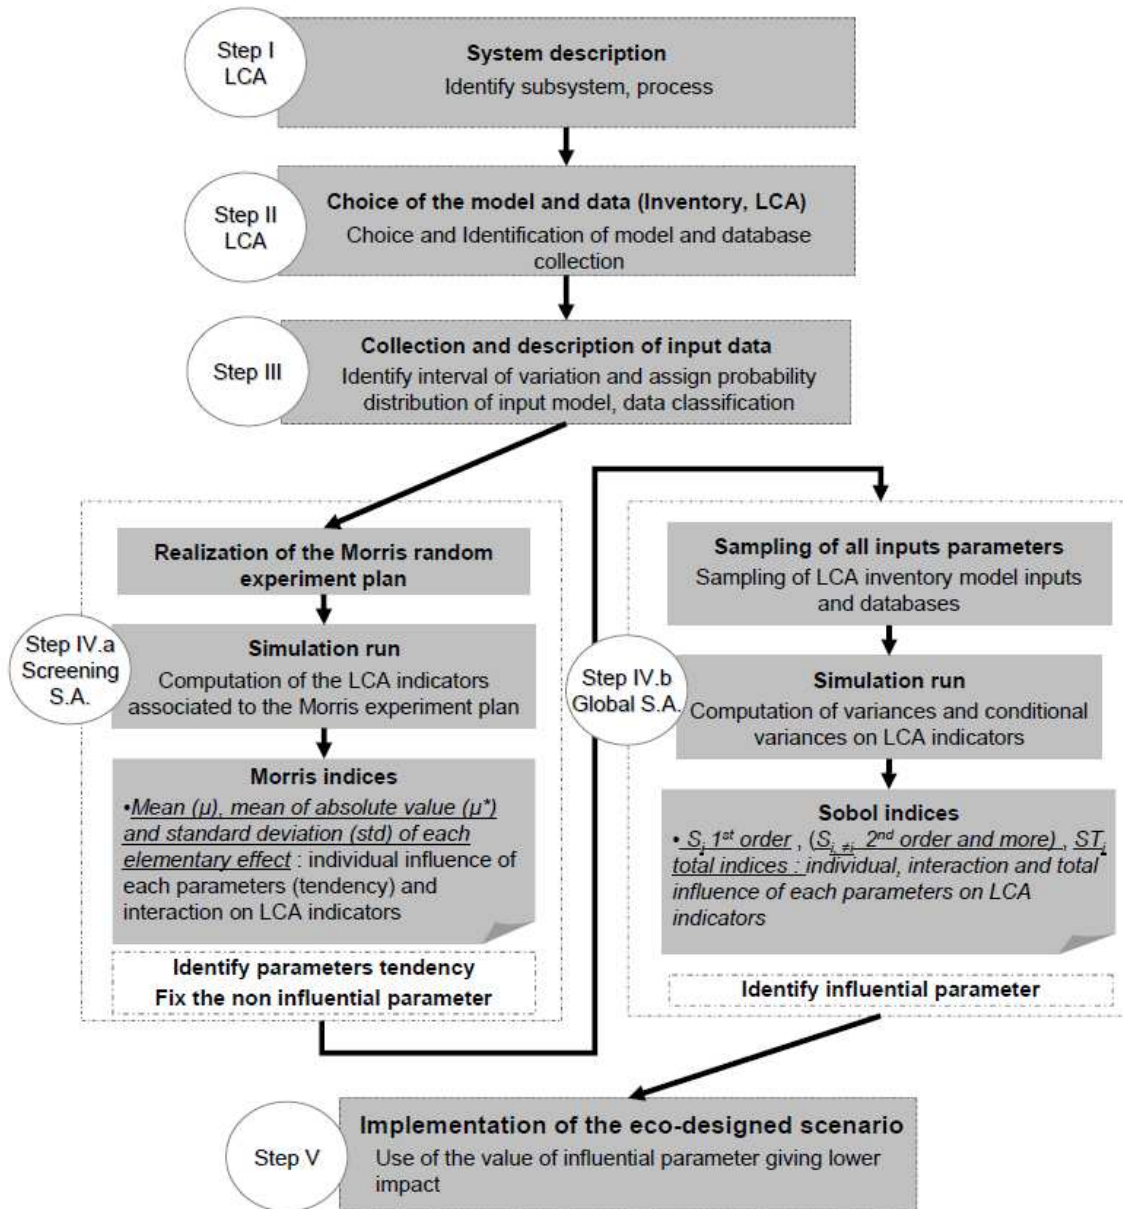 Step I
LCA
System description
Identify subsystem, process
Step II
LCA
Choice of the model and data (Inventory, LCA)
Choice and Identification of model and database
collection
Step III
Collection and description of input data
Identify interval of variation and assign probability
distribution of input model, data classification
Realization of the Morris random
experiment plan
Step IV.a
Screening
S.A.
Simulation run
Computation of the LCA indicators
associated to the Morris experiment plan
Morris indices
•Mean (μ), mean of absolute value (μ*)
and standard deviation (std) of each
elementary effect : individual influence of
each parameters (tendency) and
interaction on LCA indicators
Identify parameters tendency
Fix the non influential parameter
Sampling of all inputs parameters
Sampling of LCA inventory model inputs
and databases
Step IV.b
Global S.A.
Simulation run
Computation of variances and conditional
variances on LCA indicators
Sobol indices
• Si 1st order , (Si, ≠i 2nd order and more) , STi
total indices : individual, interaction and total
influence of each parameters on LCA
indicators
Identify influential parameter
Step V
Implementation of the eco-designed scenario
Use of the value of influential parameter giving lower
impact